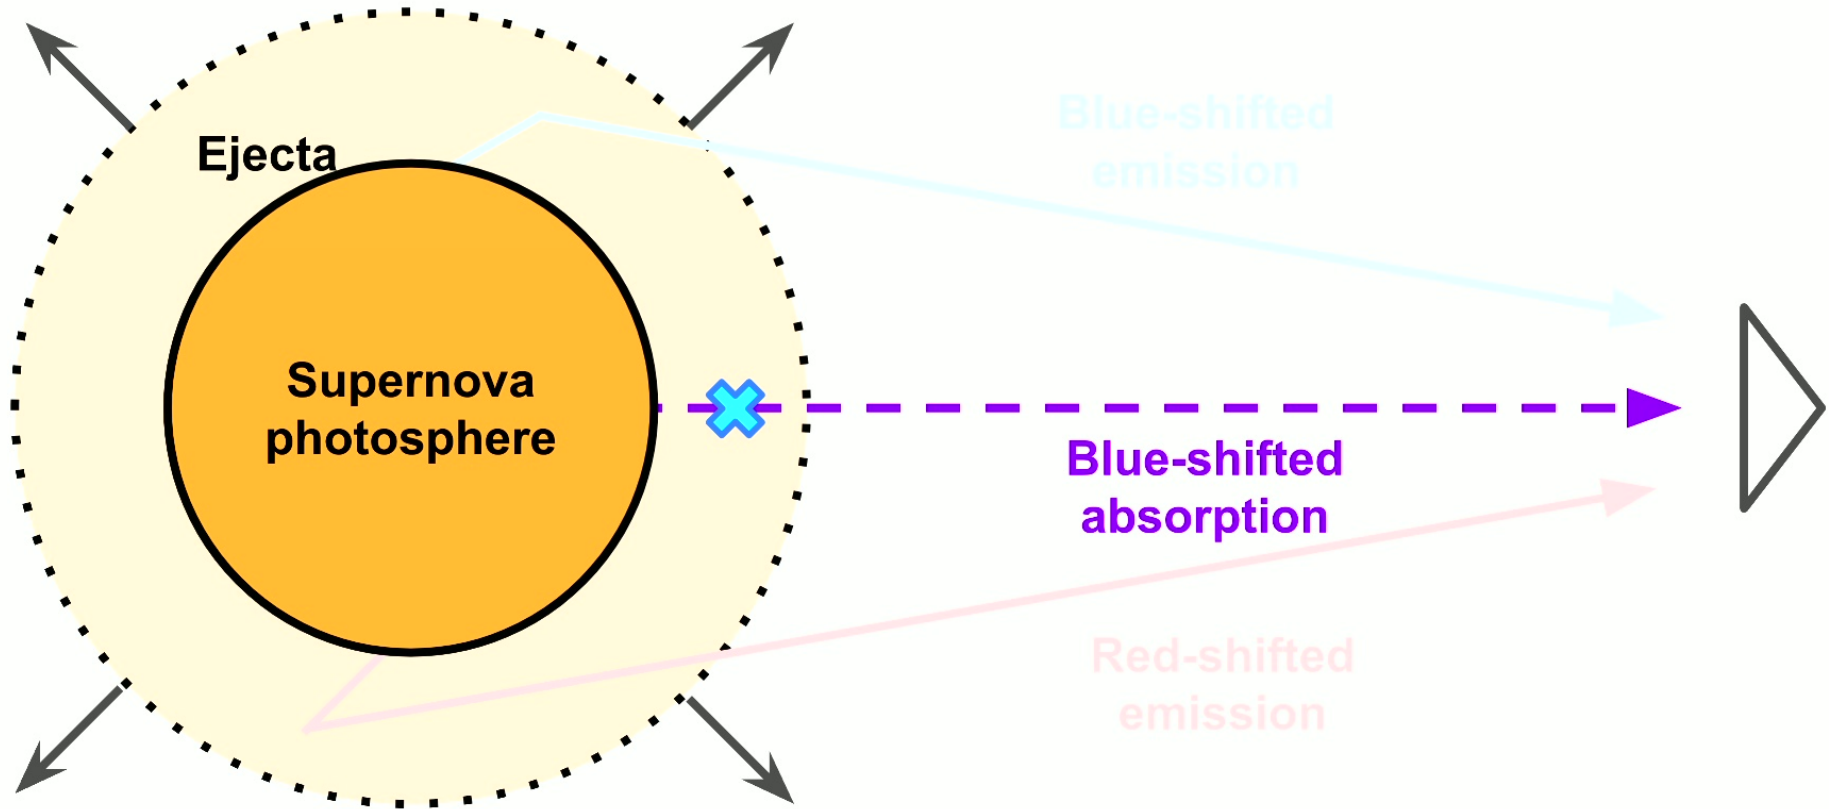 Blue-shifted
emission
Ejecta
Supernova
photosphere
Blue-shifted
absorption
Red-shifted
emission